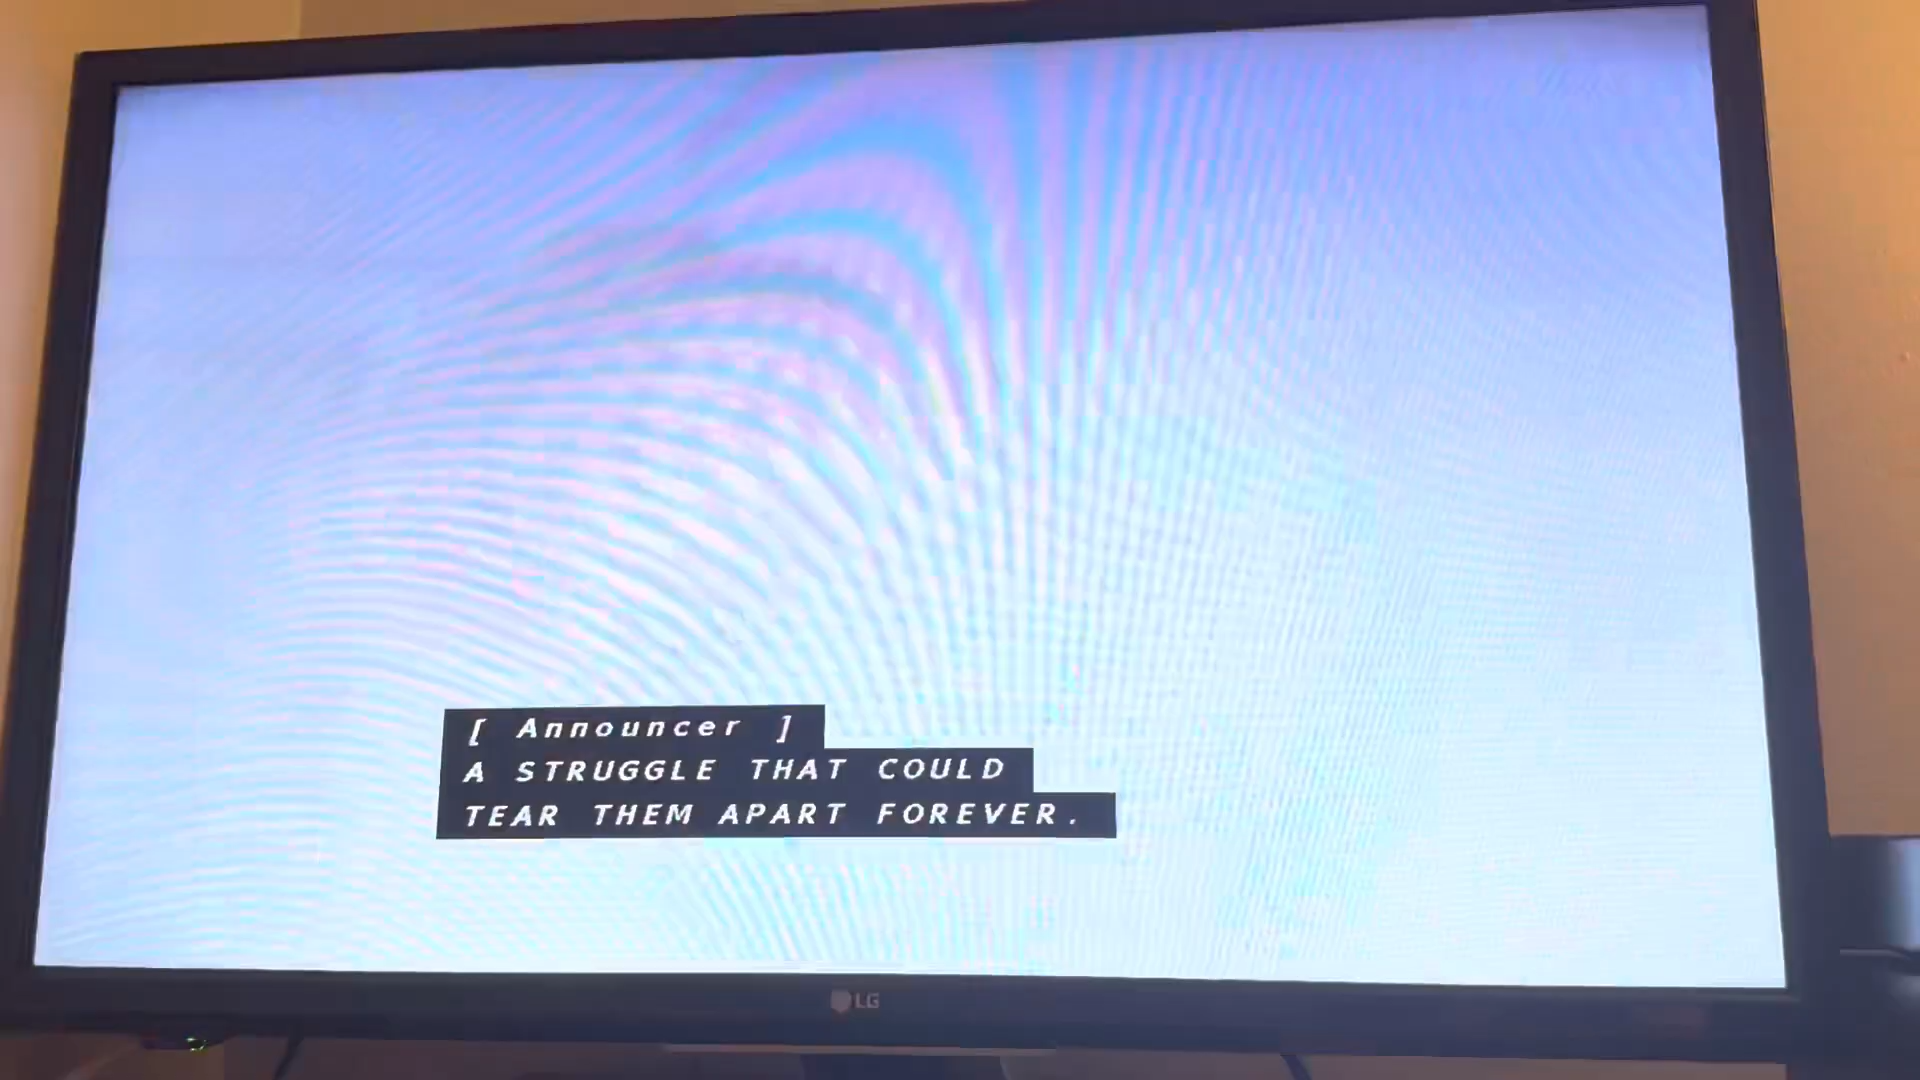 [ Announcer ]
A STRUGGLE THAT COULD
TEAR THEM APART FOREVER.
LG